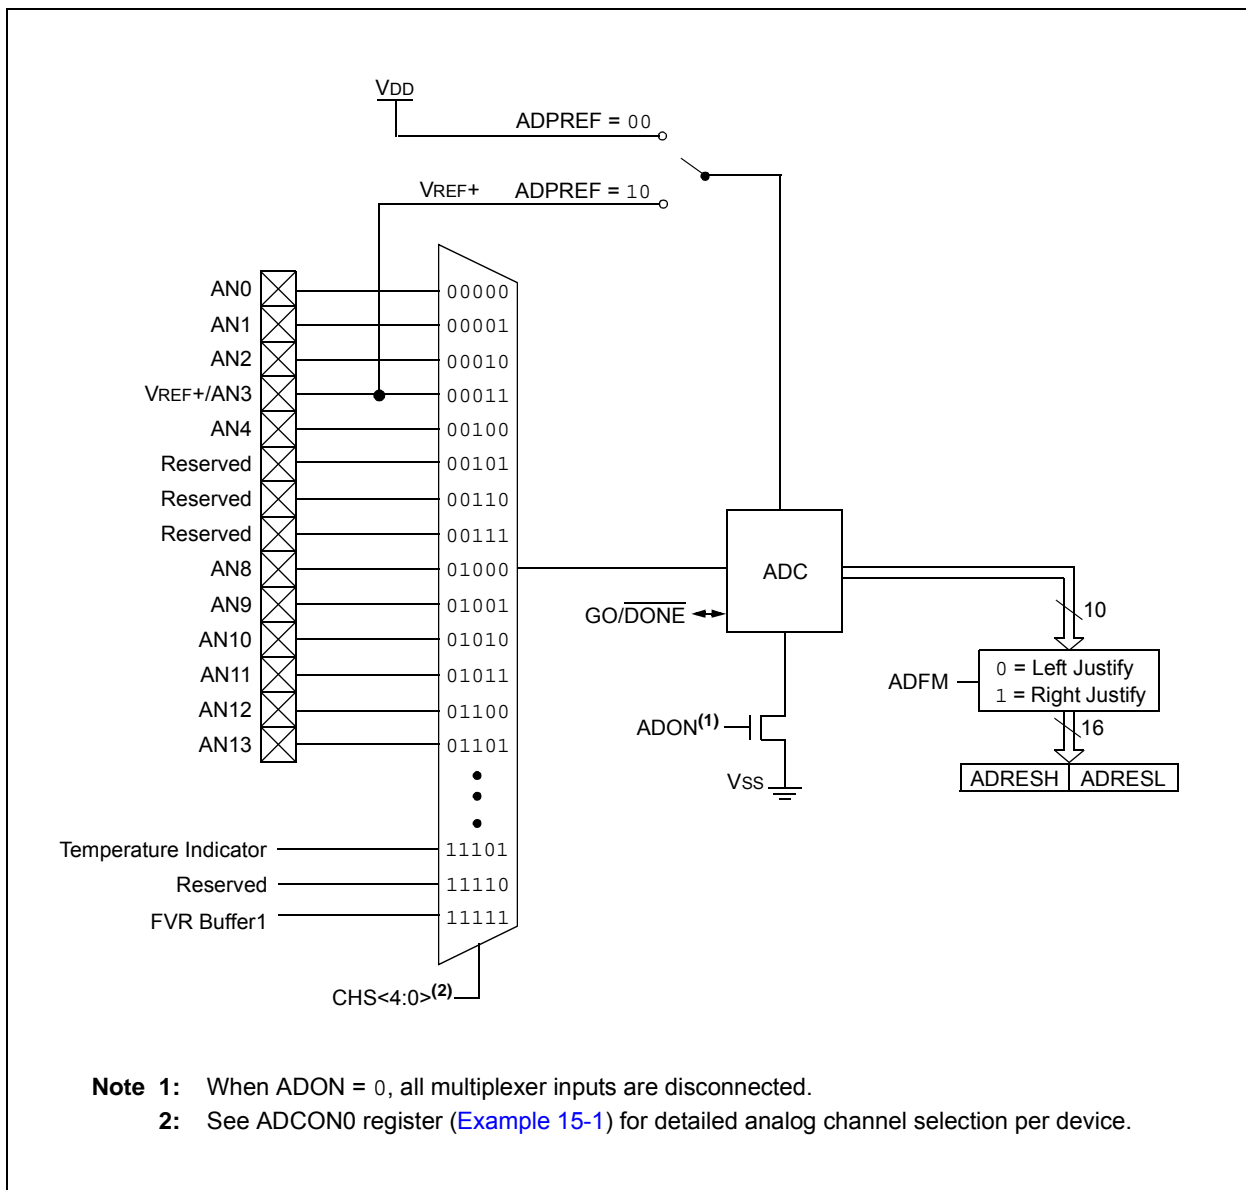 VDD
ADPREF = 00
VREF+ ADPREF = 10
AN0 00000
AN1 00001
AN2 00010
VREF+/AN3 00011
AN4 00100
Reserved 00101
Reserved 00110
Reserved 00111
AN8 01000
AN9 01001
AN10 01010
AN11 01011
AN12 01100
AN13 01101
Temperature Indicator 11101
Reserved 11110
FVR Buffer1 11111
CHS<4:0>(2)
ADC
GO/DONE
ADON(1)
VSS
10
ADFM
0 = Left Justify
1 = Right Justify
16
ADRESH ADRESL
Note 1: When ADON = 0, all multiplexer inputs are disconnected.
2: See ADCON0 register (Example 15-1) for detailed analog channel selection per device.